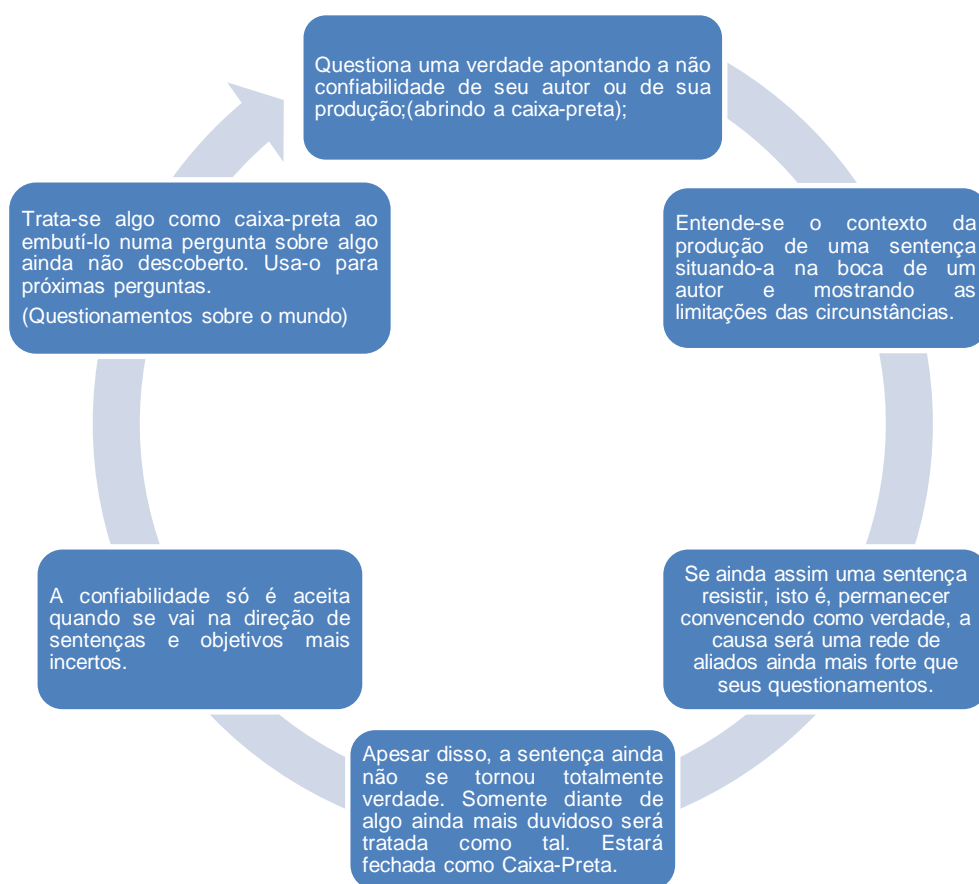 Questiona uma verdade apontando a não
confiabilidade de seu autor ou de sua
produção;(abrindo a caixa-preta);
Entende-se o contexto da
produção de uma sentença
situando-a na boca de um
autor e mostrando as
limitações das circunstâncias.
Se ainda assim uma sentença
resistir, isto é, permanecer
convencendo como verdade, a
causa será uma rede de
aliados ainda mais forte que
seus questionamentos.
Apesar disso, a sentença ainda
não se tornou totalmente
verdade. Somente diante de
algo ainda mais duvidoso será
tratada como tal. Estará
fechada como Caixa-Preta.
A confiabilidade só é aceita
quando se vai na direção de
sentenças e objetivos mais
incertos.
Trata-se algo como caixa-preta ao
embutí-lo numa pergunta sobre algo
ainda não descoberto. Usa-o para
próximas perguntas.
(Questionamentos sobre o mundo)